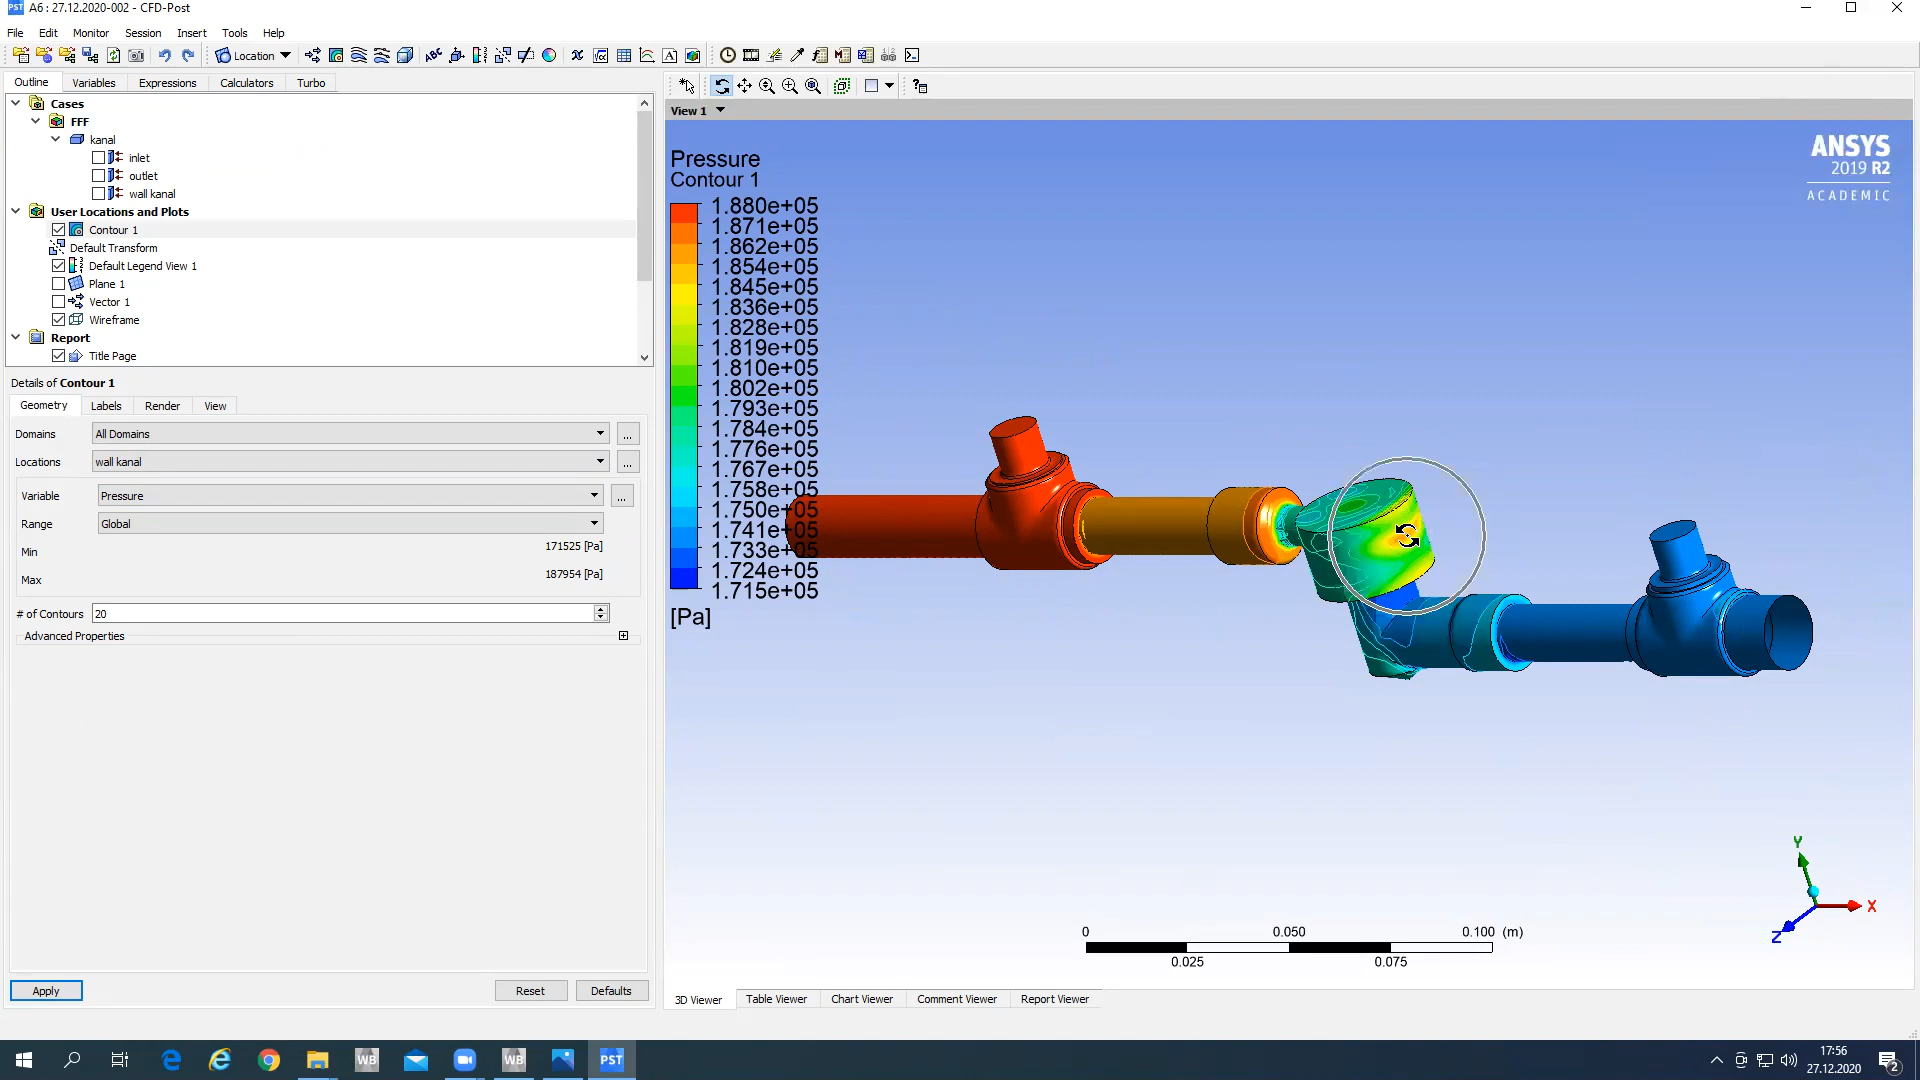 A6 : 27.12.2020-002 - CFD-Post
File Edit Monitor Session Insert Tools Help
Location
Outline Variables Expressions Calculators Turbo
Cases
FFF
kanal
inlet
outlet
wall kanal
User Locations and Plots
Contour 1
Default Transform
Default Legend View 1
Plane 1
Vector 1
Wireframe
Report
Title Page
Details of Contour 1
Geometry Labels Render View
Domains All Domains ...
Locations wall kanal ...
Variable Pressure ...
Range Global
Min 171525 [Pa]
Max 187954 [Pa]
# of Contours 20
Advanced Properties
Apply Reset Defaults
View 1
Pressure
Contour 1
1.880e+05
1.871e+05
1.862e+05
1.854e+05
1.845e+05
1.836e+05
1.828e+05
1.819e+05
1.810e+05
1.802e+05
1.793e+05
1.784e+05
1.776e+05
1.767e+05
1.758e+05
1.750e+05
1.741e+05
1.733e+05
1.724e+05
1.715e+05
[Pa]
ANSYS
2019 R2
ACADEMIC
Y
X
Z
0 0.050 0.100 (m)
0.025 0.075
3D Viewer Table Viewer Chart Viewer Comment Viewer Report Viewer
WB WB PST
17:56
27.12.2020
2